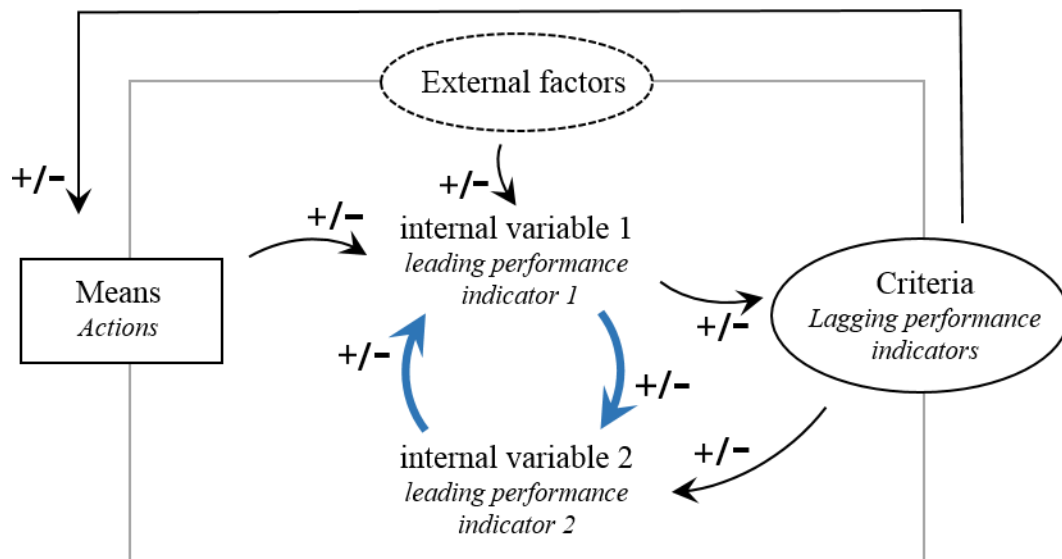 External factors
+/-
+/-
+/-
internal variable 1
leading performance
indicator 1
Means
Actions
Criteria
Lagging performance
indicators
+/-
+/-
+/-
+/-
internal variable 2
leading performance
indicator 2